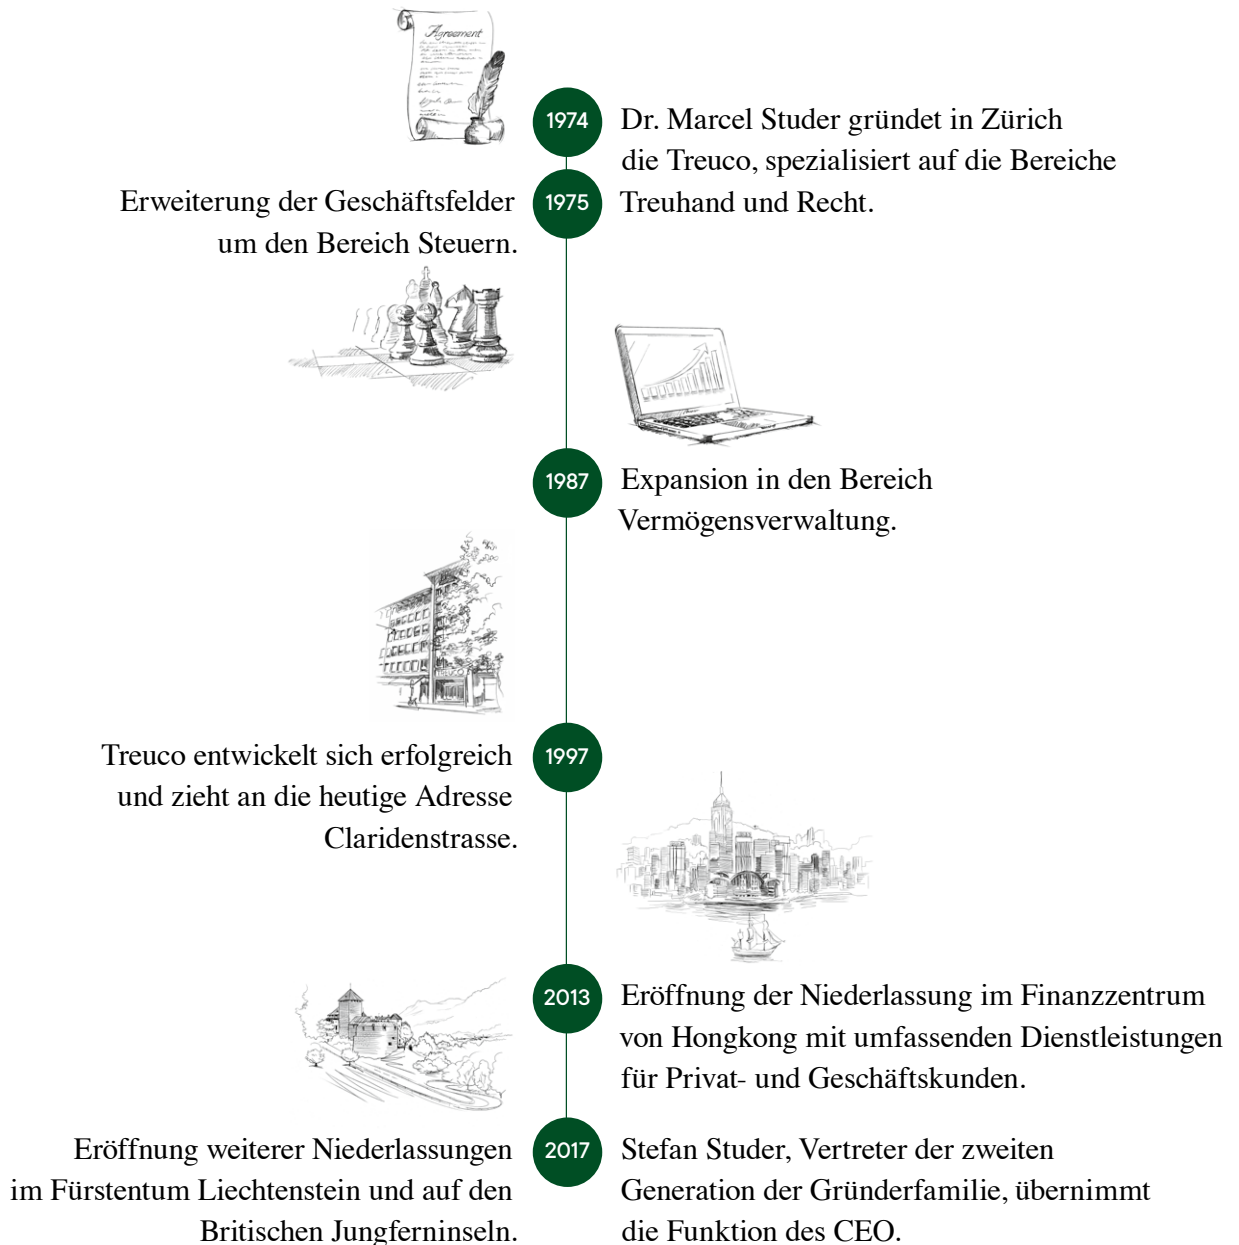 Agreement
1974
Dr. Marcel Studer gründet in Zürich
die Treuco, spezialisiert auf die Bereiche
Treuhand und Recht.
1975
Erweiterung der Geschäftsfelder
um den Bereich Steuern.
1987
Expansion in den Bereich
Vermögensverwaltung.
1997
Treuco entwickelt sich erfolgreich
und zieht an die heutige Adresse
Claridenstrasse.
2013
Eröffnung der Niederlassung im Finanzzentrum
von Hongkong mit umfassenden Dienstleistungen
für Privat- und Geschäftskunden.
2017
Eröffnung weiterer Niederlassungen
im Fürstentum Liechtenstein und auf den
Britischen Jungferninseln.
Stefan Studer, Vertreter der zweiten
Generation der Gründerfamilie, übernimmt
die Funktion des CEO.